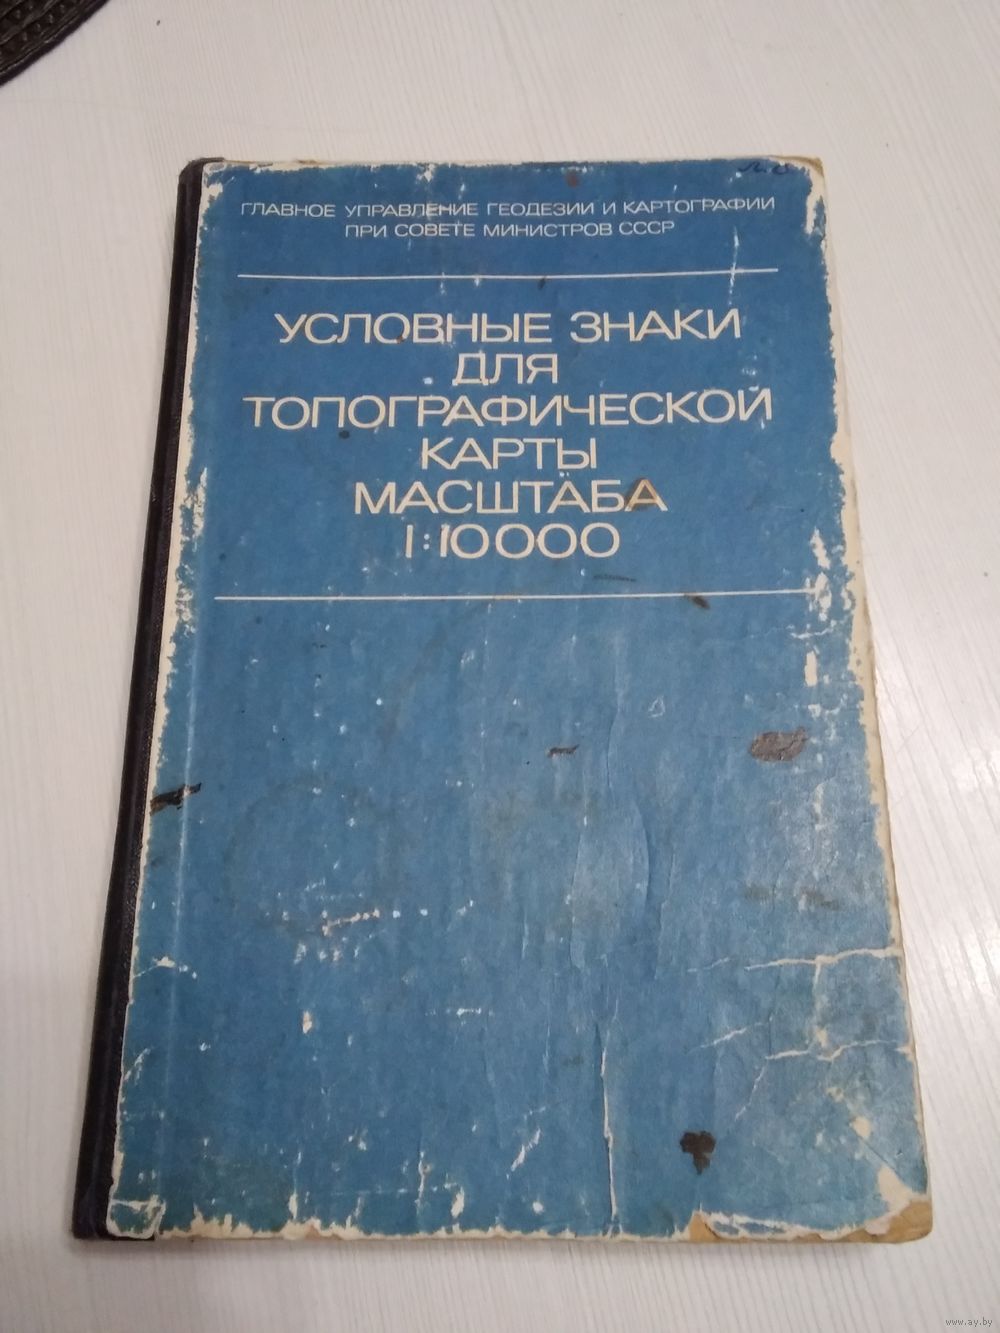 ГЛАВНОЕ УПРАВЛЕНИЕ ГЕОДЕЗИИ И КАРТОГРАФИИ
ПРИ СОВЕТЕ МИНИСТРОВ СССР
УСЛОВНЫЕ ЗНАКИ
ДЛЯ
ТОПОГРАФИЧЕСКОЙ
КАРТЫ
МАСШТАБА
1:10000
www.ay.by